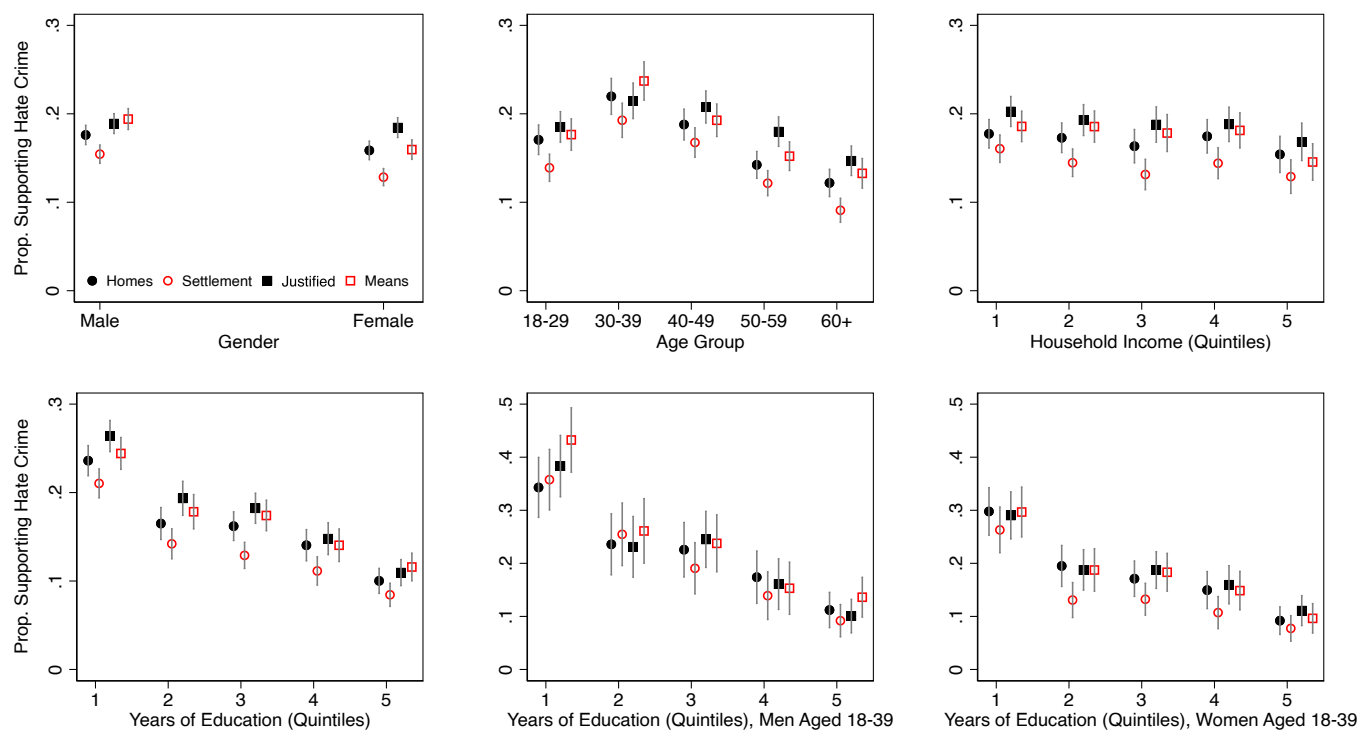 Prop. Supporting Hate Crime
.3
.2
.1
0
Homes Settlement Justified Means
Male Female
Gender
.3
.2
.1
0
18-29 30-39 40-49 50-59 60+
Age Group
.3
.2
.1
0
1 2 3 4 5
Household Income (Quintiles)
Prop. Supporting Hate Crime
.3
.2
.1
0
1 2 3 4 5
Years of Education (Quintiles)
.5
.4
.3
.2
.1
0
1 2 3 4 5
Years of Education (Quintiles), Men Aged 18-39
.5
.4
.3
.2
.1
0
1 2 3 4 5
Years of Education (Quintiles), Women Aged 18-39